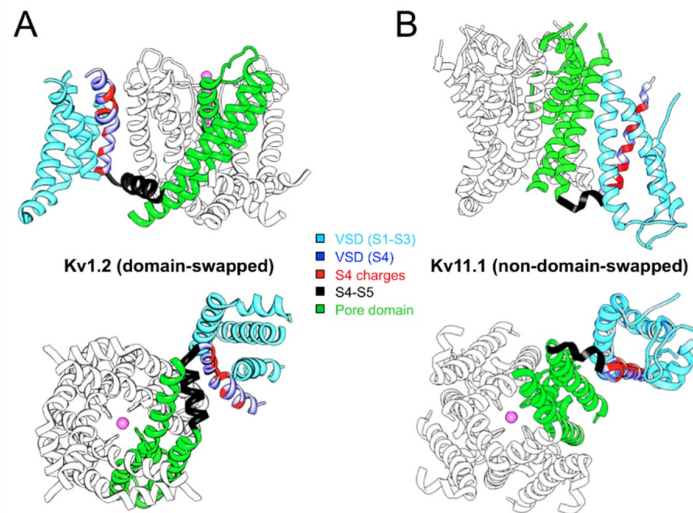 A
B
VSD (S1-S3)
VSD (S4)
S4 charges
S4-S5
Pore domain
Kv1.2 (domain-swapped)
Kv11.1 (non-domain-swapped)